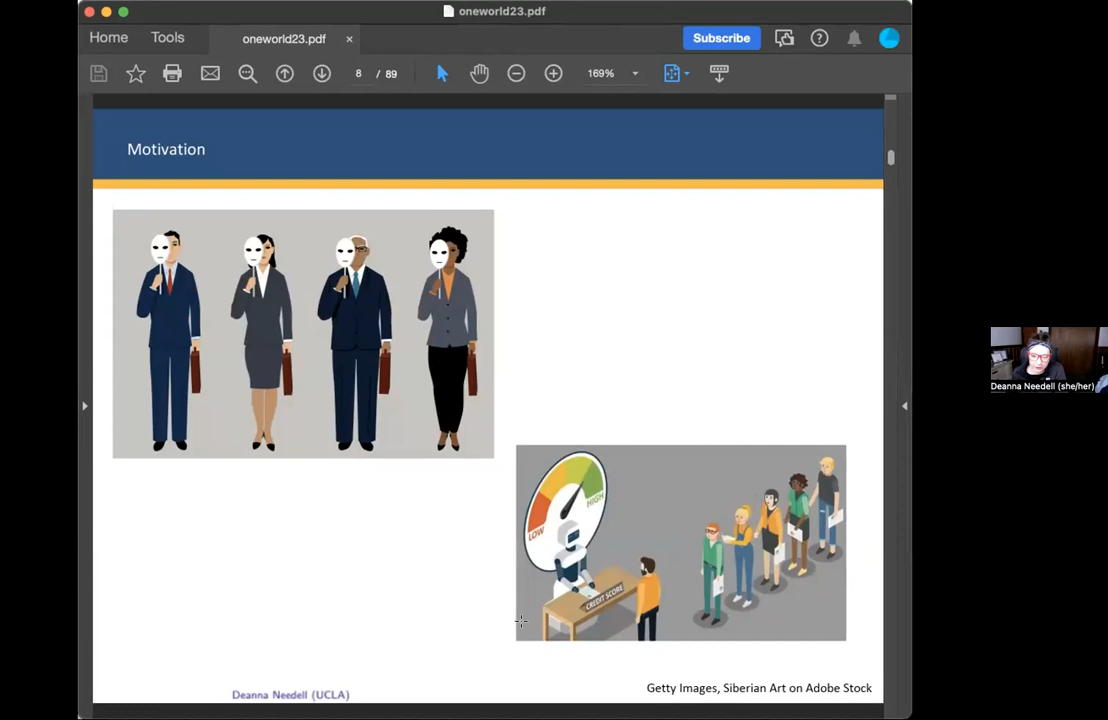 oneworld23.pdf
Home
Tools
oneworld23.pdf
×
Subscribe
8 / 89
169%
Motivation
LOW
HIGH
CREDIT SCORE
Getty Images, Siberian Art on Adobe Stock
Deanna Needell (UCLA)
Deanna Needell (she/her)